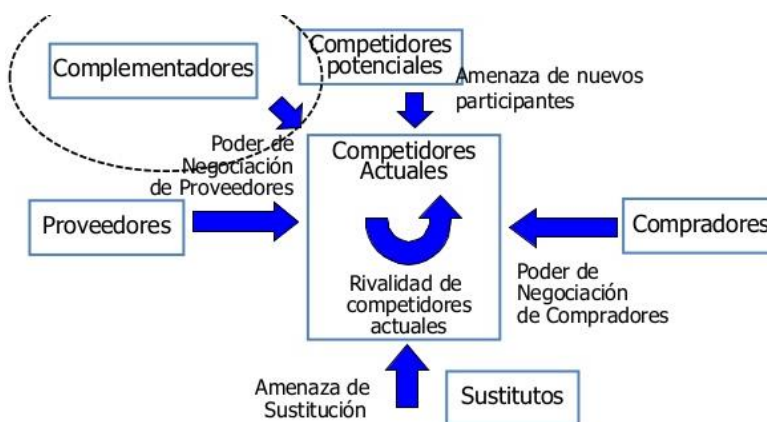 Complementadores
Competidores
potenciales
Amenaza de nuevos
participantes
Poder de
Negociación
de Proveedores
Competidores
Actuales
Proveedores
Compradores
Rivalidad de
competidores
actuales
Poder de
Negociación
de Compradores
Amenaza de
Sustitución
Sustitutos